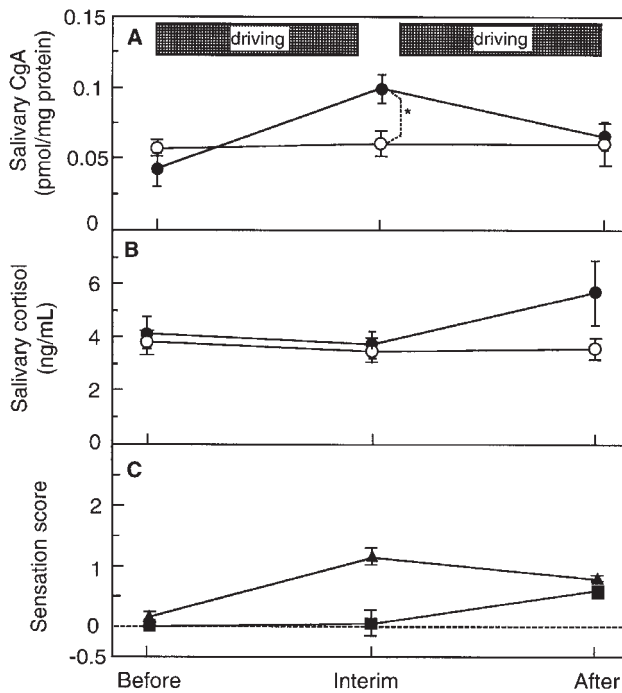 A
driving
driving
Salivary CgA
(pmol/mg protein)
0.15
0.1
0.05
0
*
B
Salivary cortisol
(ng/mL)
6
4
2
0
C
Sensation score
2
1
0
-0.5
Before
Interim
After